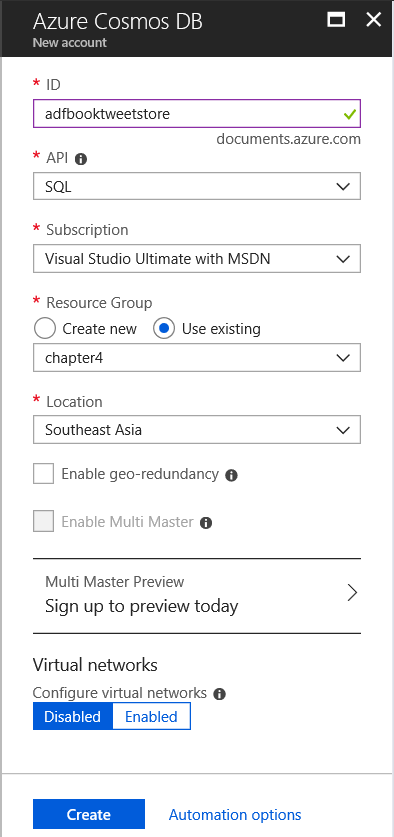 Azure Cosmos DB
New account
* ID
adfbooktweetstore
documents.azure.com
* API
SQL
* Subscription
Visual Studio Ultimate with MSDN
* Resource Group
Create new Use existing
chapter4
* Location
Southeast Asia
Enable geo-redundancy
Enable Multi Master
Multi Master Preview
Sign up to preview today
Virtual networks
Configure virtual networks
Disabled Enabled
Create Automation options